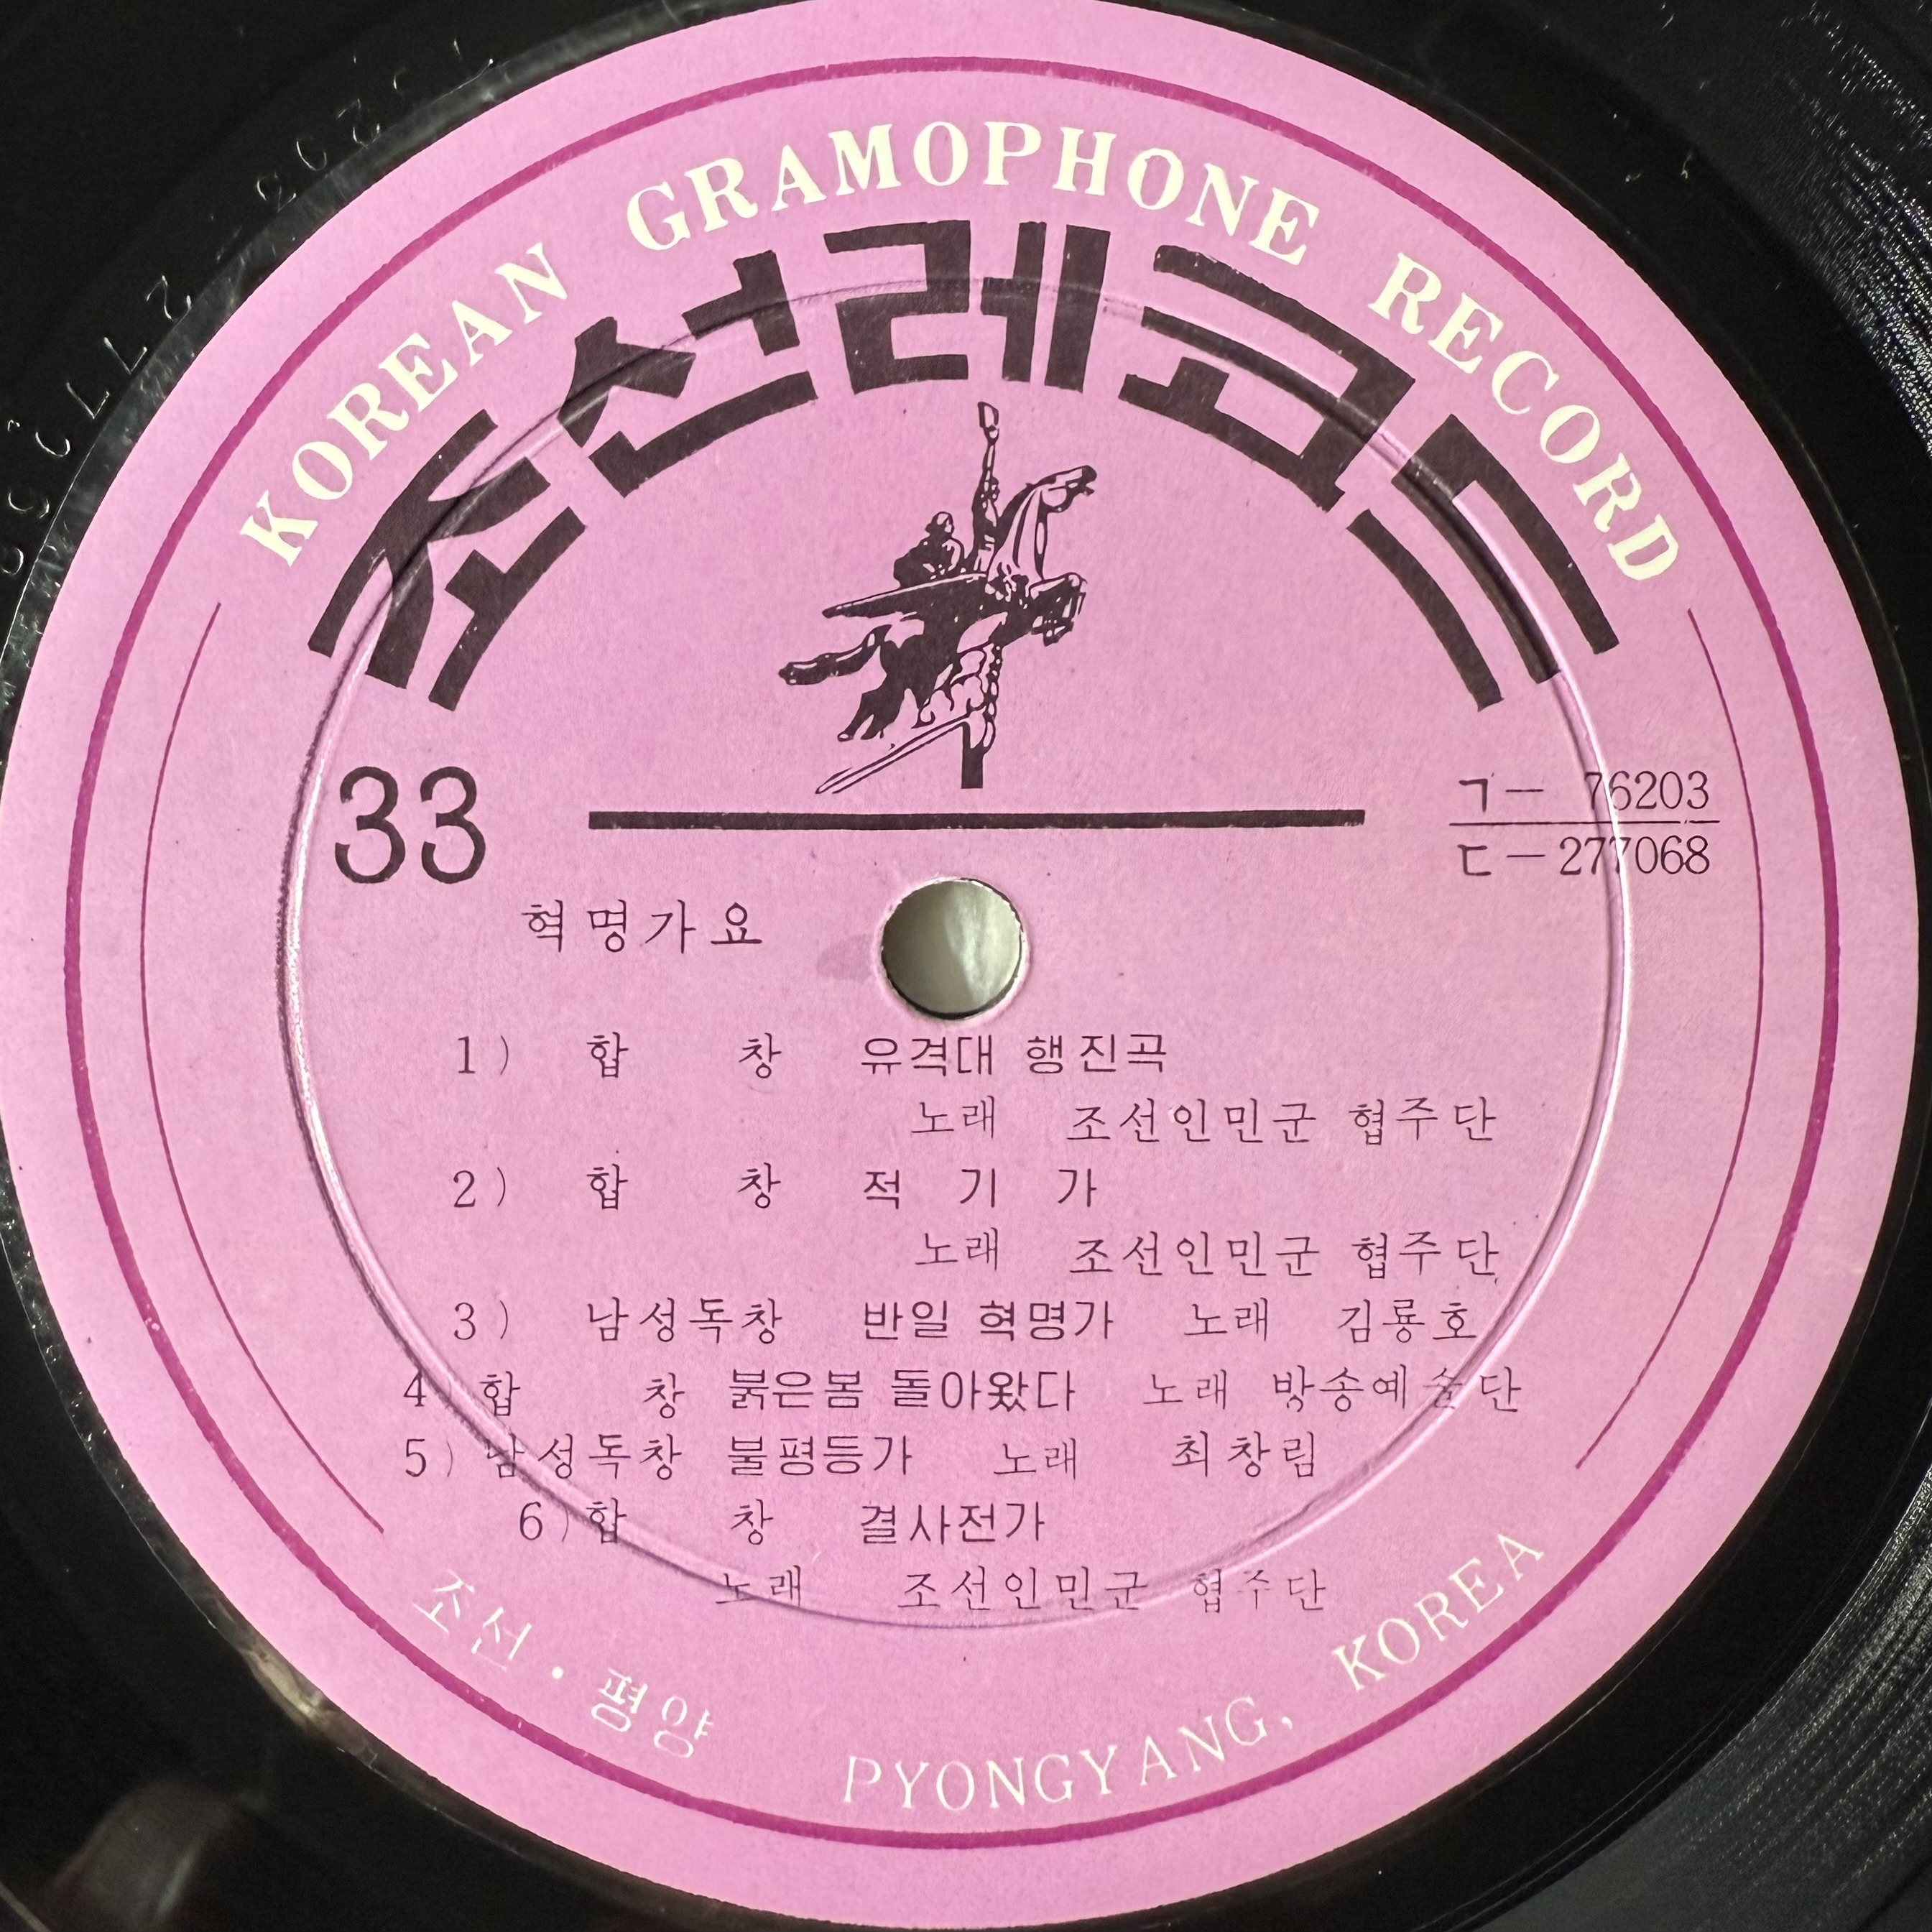 KOREAN GRAMOPHONE RECORD
조선레코드
33
ㄱ— 76203
ㄷ—277068
혁명가요
1) 합 창 유격대 행진곡
노래 조선인민군 협주단
2) 합 창 적 기 가
노래 조선인민군 협주단
3) 남성독창 반일 혁명가 노래 김룡호
4) 합 창 붉은봄 돌아왔다 노래 방송예술단
5) 남성독창 불평등가 노래 최창림
6) 합 창 결사전가
노래 조선인민군 협주단
조선·평양 PYONGYANG, KOREA